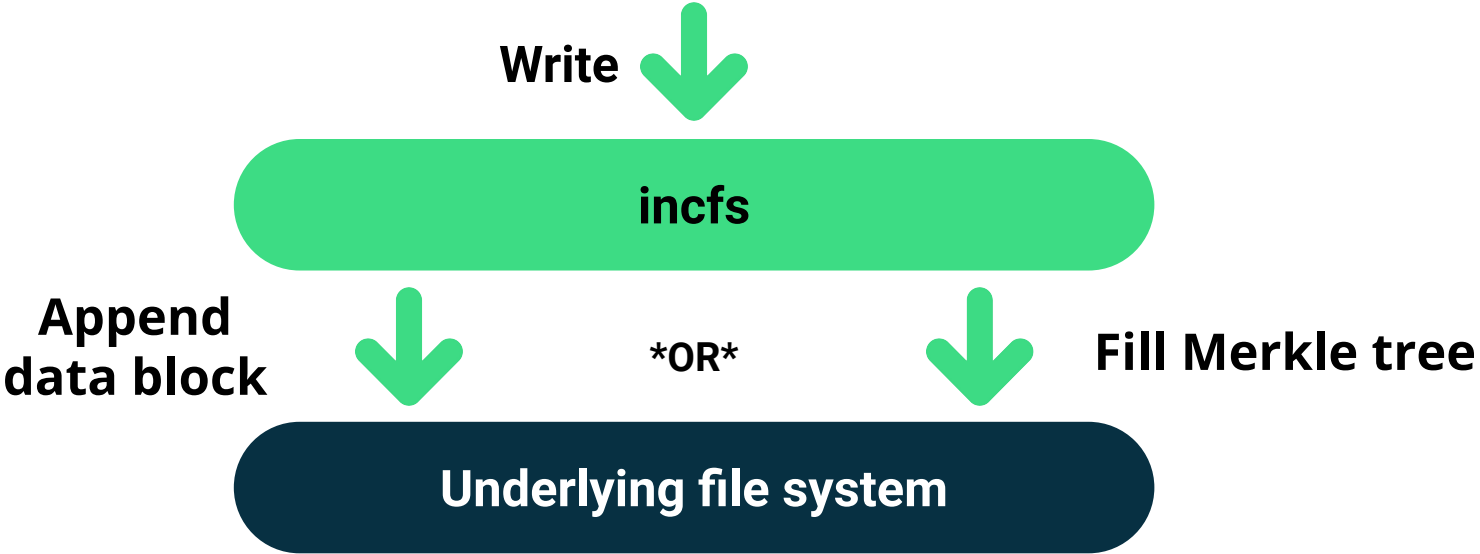 Write
incfs
Append
data block
*OR*
Fill Merkle tree
Underlying file system